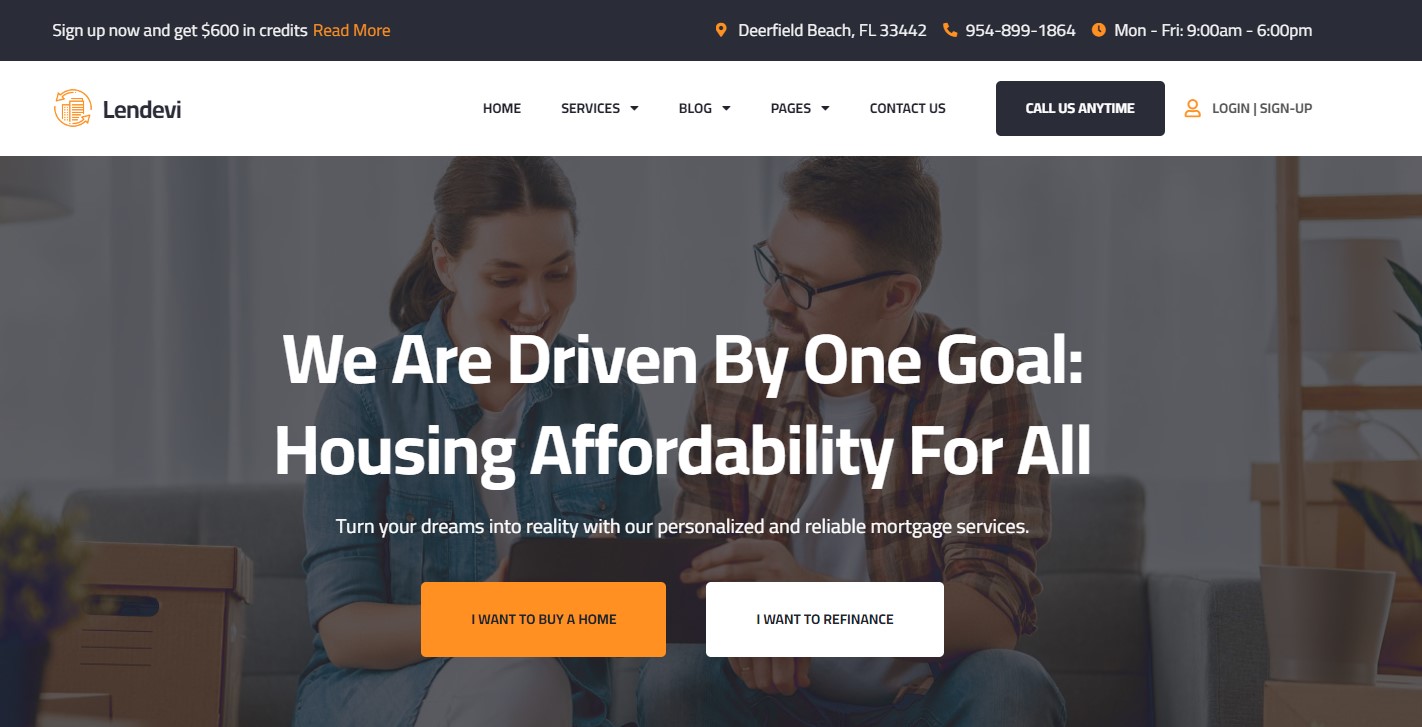 Sign up now and get $600 in credits Read More
Deerfield Beach, FL 33442
954-899-1864
Mon - Fri: 9:00am - 6:00pm
Lendevi
HOME
SERVICES
BLOG
PAGES
CONTACT US
CALL US ANYTIME
LOGIN | SIGN-UP
We Are Driven By One Goal:
Housing Affordability For All
Turn your dreams into reality with our personalized and reliable mortgage services.
I WANT TO BUY A HOME
I WANT TO REFINANCE